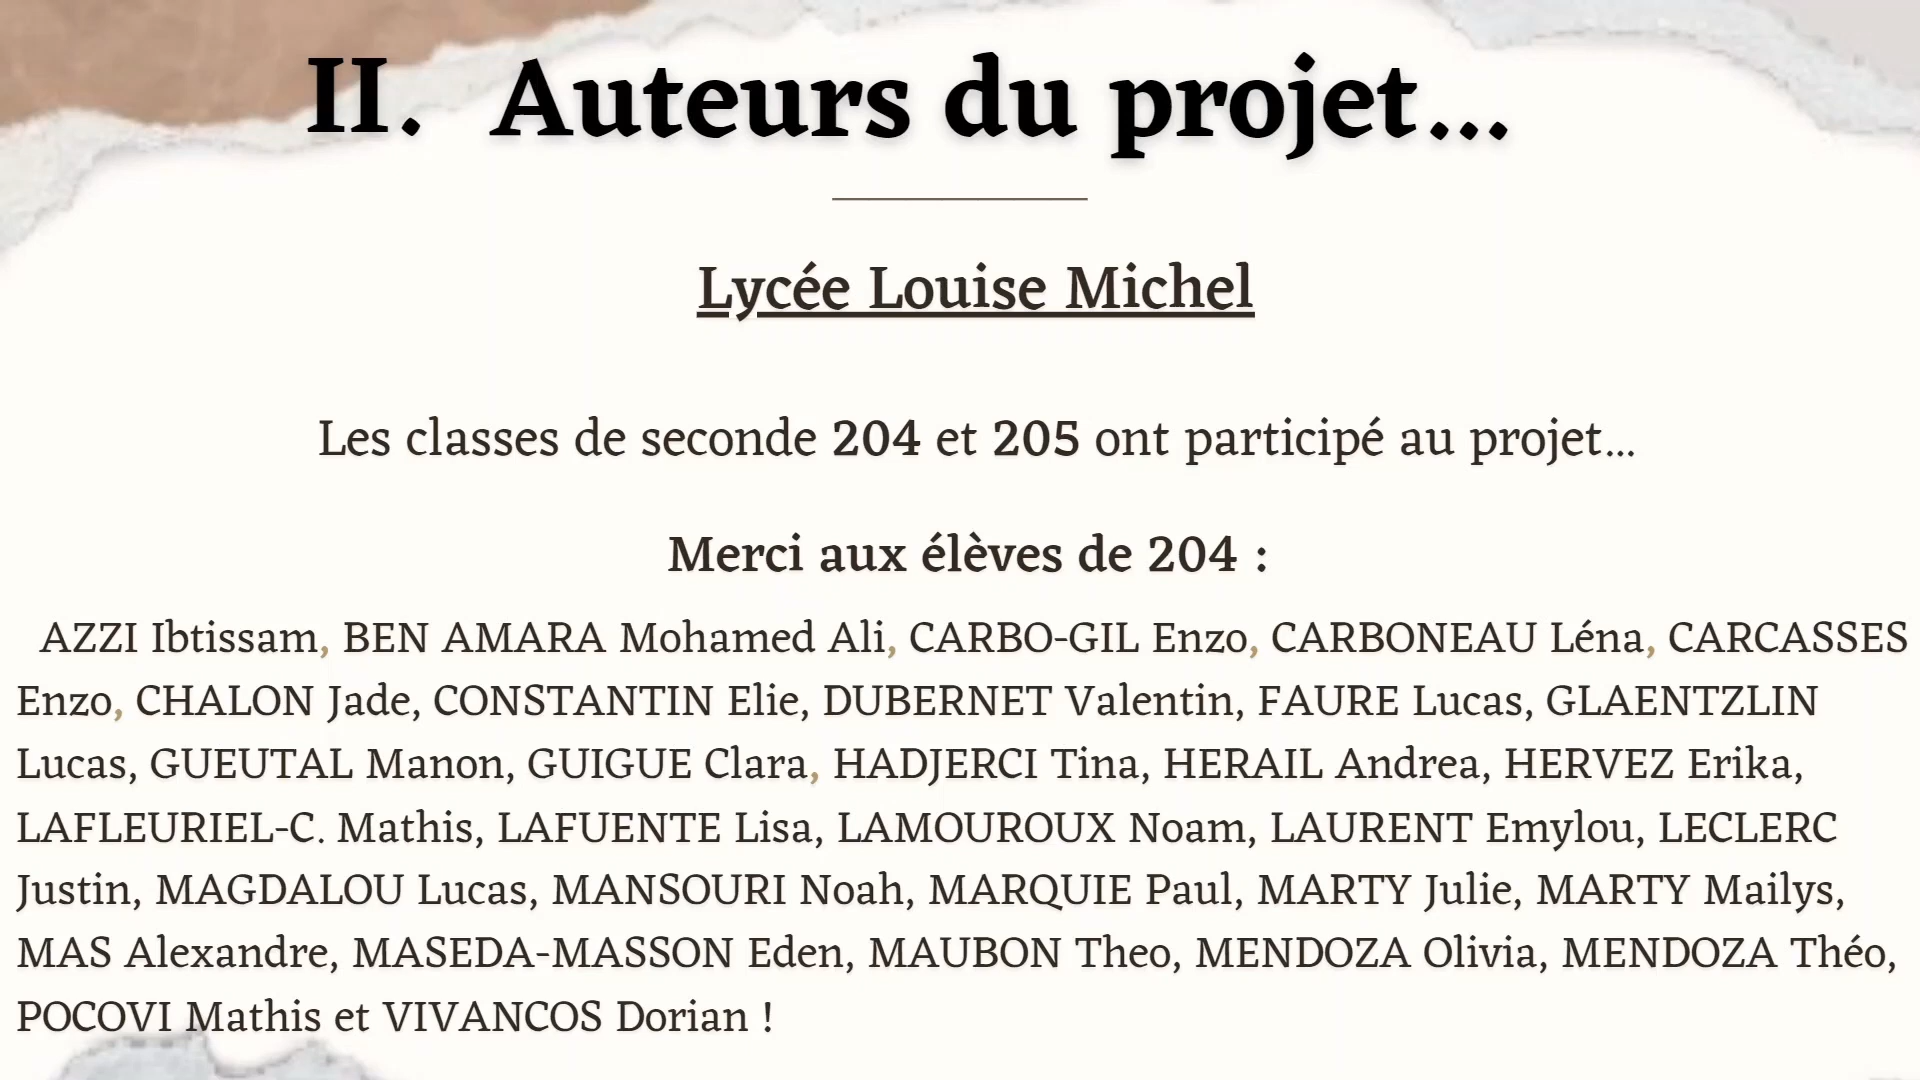 II. Auteurs du projet...
Lycée Louise Michel
Les classes de seconde 204 et 205 ont participé au projet...
Merci aux élèves de 204 :
AZZI Ibtissam, BEN AMARA Mohamed Ali, CARBO-GIL Enzo, CARBONEAU Léna, CARCASSES
Enzo, CHALON Jade, CONSTANTIN Elie, DUBERNET Valentin, FAURE Lucas, GLAENTZLIN
Lucas, GUEUTAL Manon, GUIGUE Clara, HADJERCI Tina, HERAIL Andrea, HERVEZ Erika,
LAFLEURIEL-C. Mathis, LAFUENTE Lisa, LAMOUROUX Noam, LAURENT Emylou, LECLERC
Justin, MAGDALOU Lucas, MANSOURI Noah, MARQUIE Paul, MARTY Julie, MARTY Mailys,
MAS Alexandre, MASEDA-MASSON Eden, MAUBON Theo, MENDOZA Olivia, MENDOZA Théo,
POCOVI Mathis et VIVANCOS Dorian !